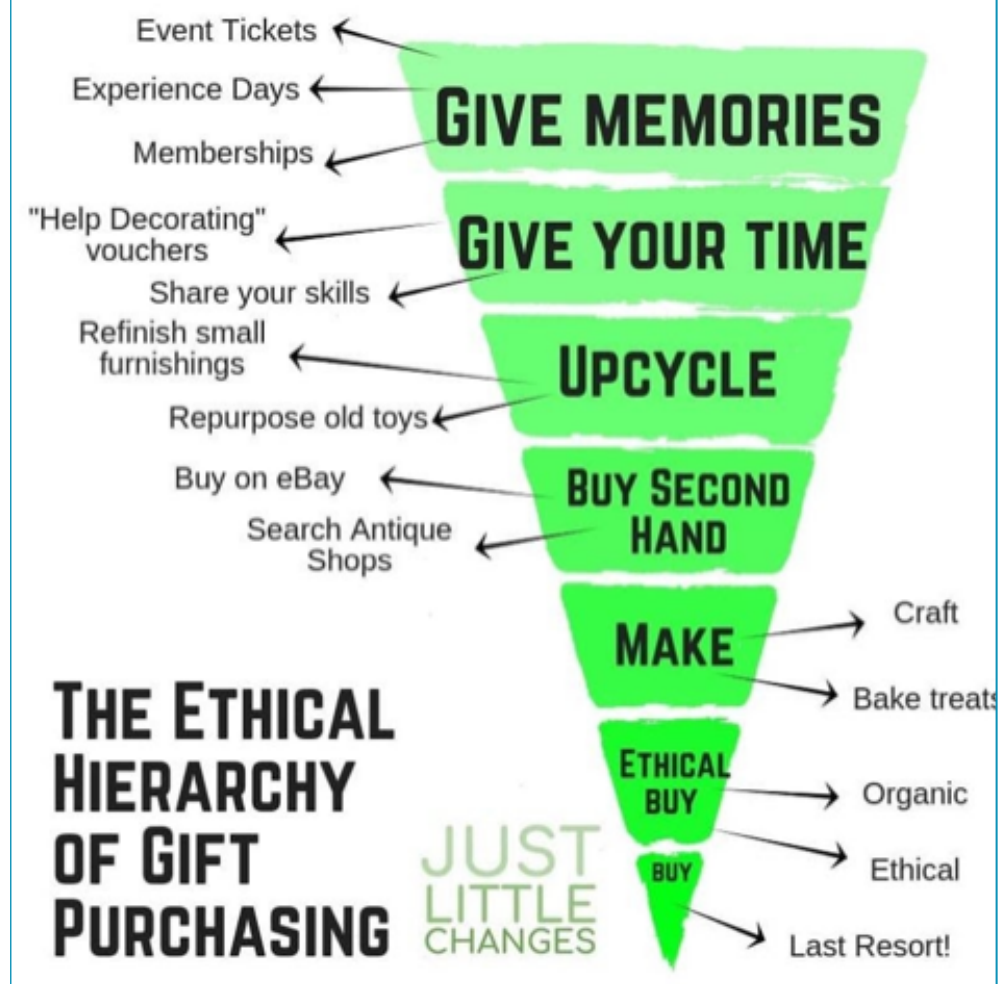 Event Tickets
Experience Days
Memberships
GIVE MEMORIES
"Help Decorating"
vouchers
Share your skills
GIVE YOUR TIME
Refinish small
furnishings
Repurpose old toys
UPCYCLE
Buy on eBay
Search Antique
Shops
BUY SECOND
HAND
MAKE
Craft
Bake treats
ETHICAL
BUY
Organic
Ethical
BUY
Last Resort!
THE ETHICAL
HIERARCHY
OF GIFT
PURCHASING
JUST
LITTLE
CHANGES